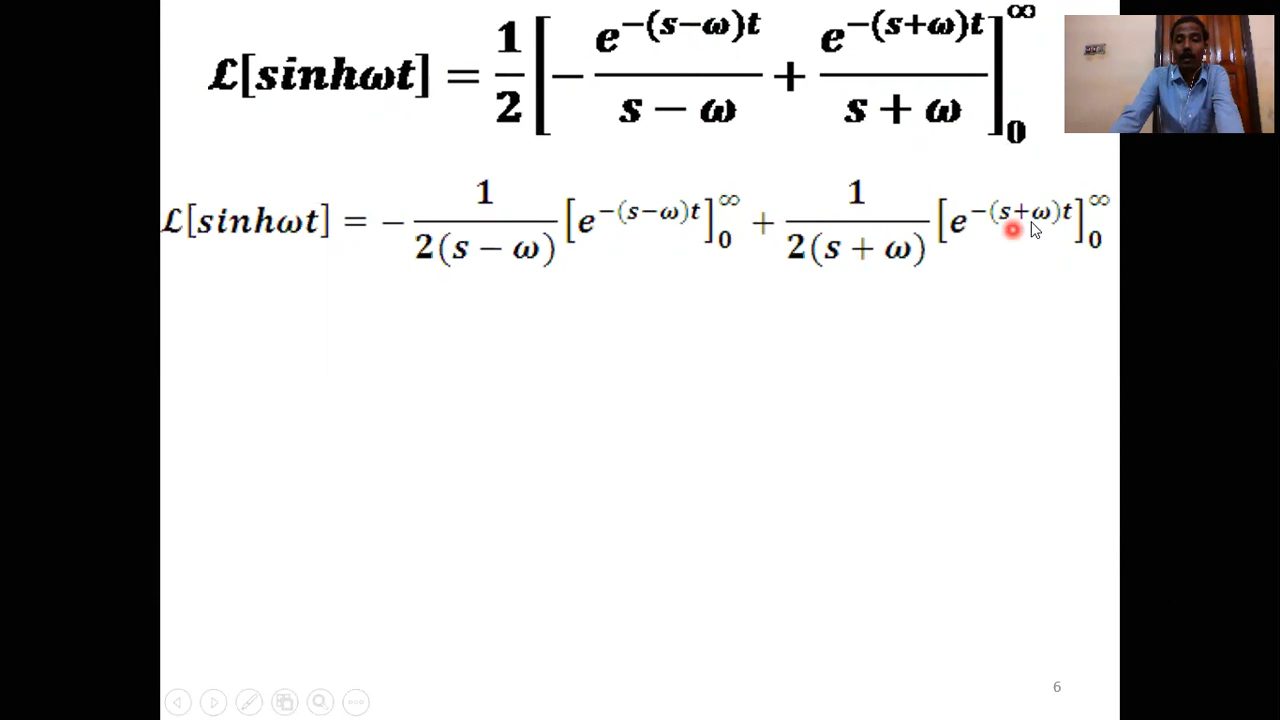 ℒ[sinhωt] = 1/2 [− e^{−(s−ω)t}/(s − ω) + e^{−(s+ω)t}/(s + ω)]_0^∞
ℒ[sinhωt] = − 1/(2(s − ω)) [e^{−(s−ω)t}]_0^∞ + 1/(2(s + ω)) [e^{−(s+ω)t}]_0^∞
6